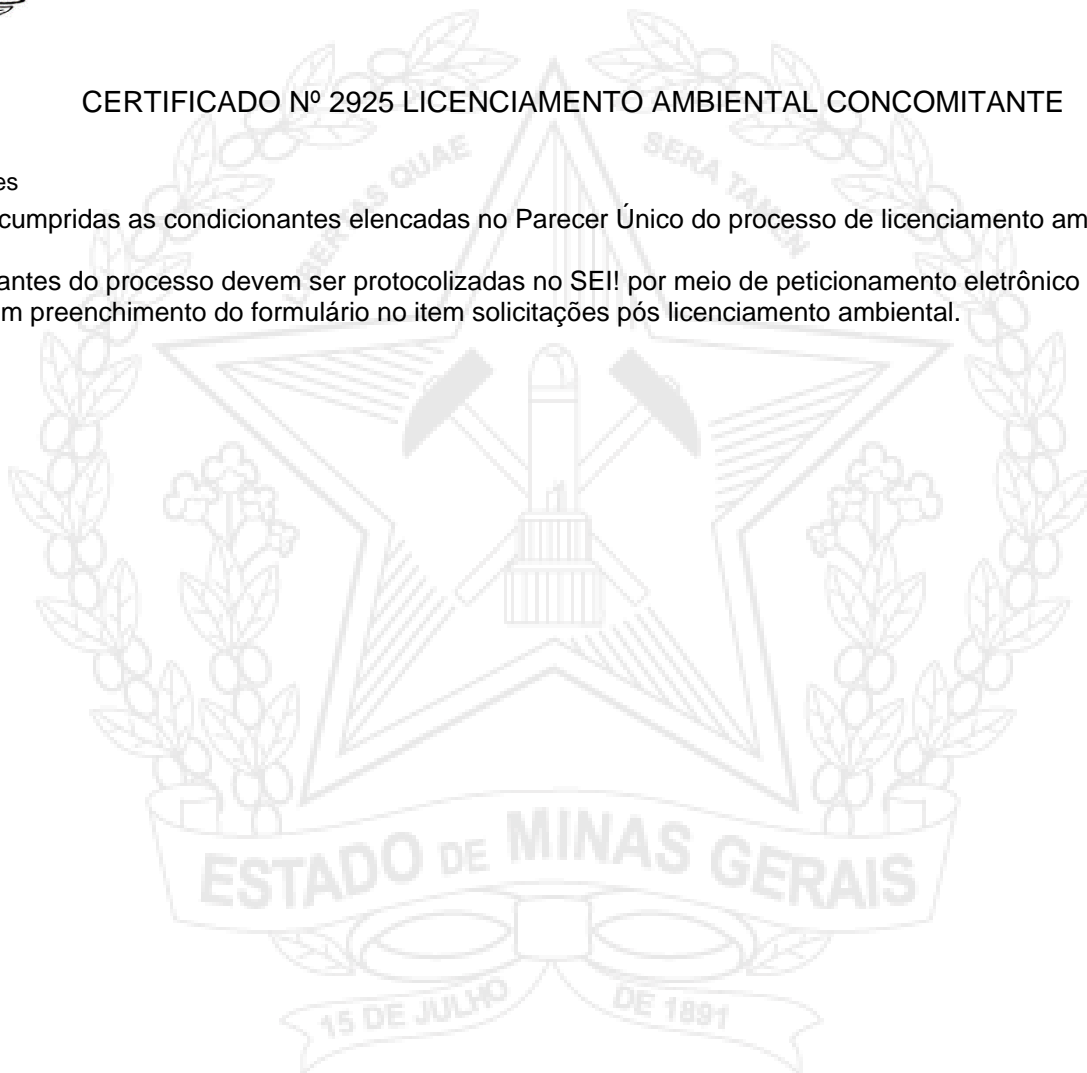 CERTIFICADO Nº 2925 LICENCIAMENTO AMBIENTAL CONCOMITANTE
es
cumpridas as condicionantes elencadas no Parecer Único do processo de licenciamento am
antes do processo devem ser protocolizadas no SEI! por meio de peticionamento eletrônico
m preenchimento do formulário no item solicitações pós licenciamento ambiental.
LIBERTAS QUAE SERA TAMEN
ESTADO DE MINAS GERAIS
15 DE JULHO DE 1891